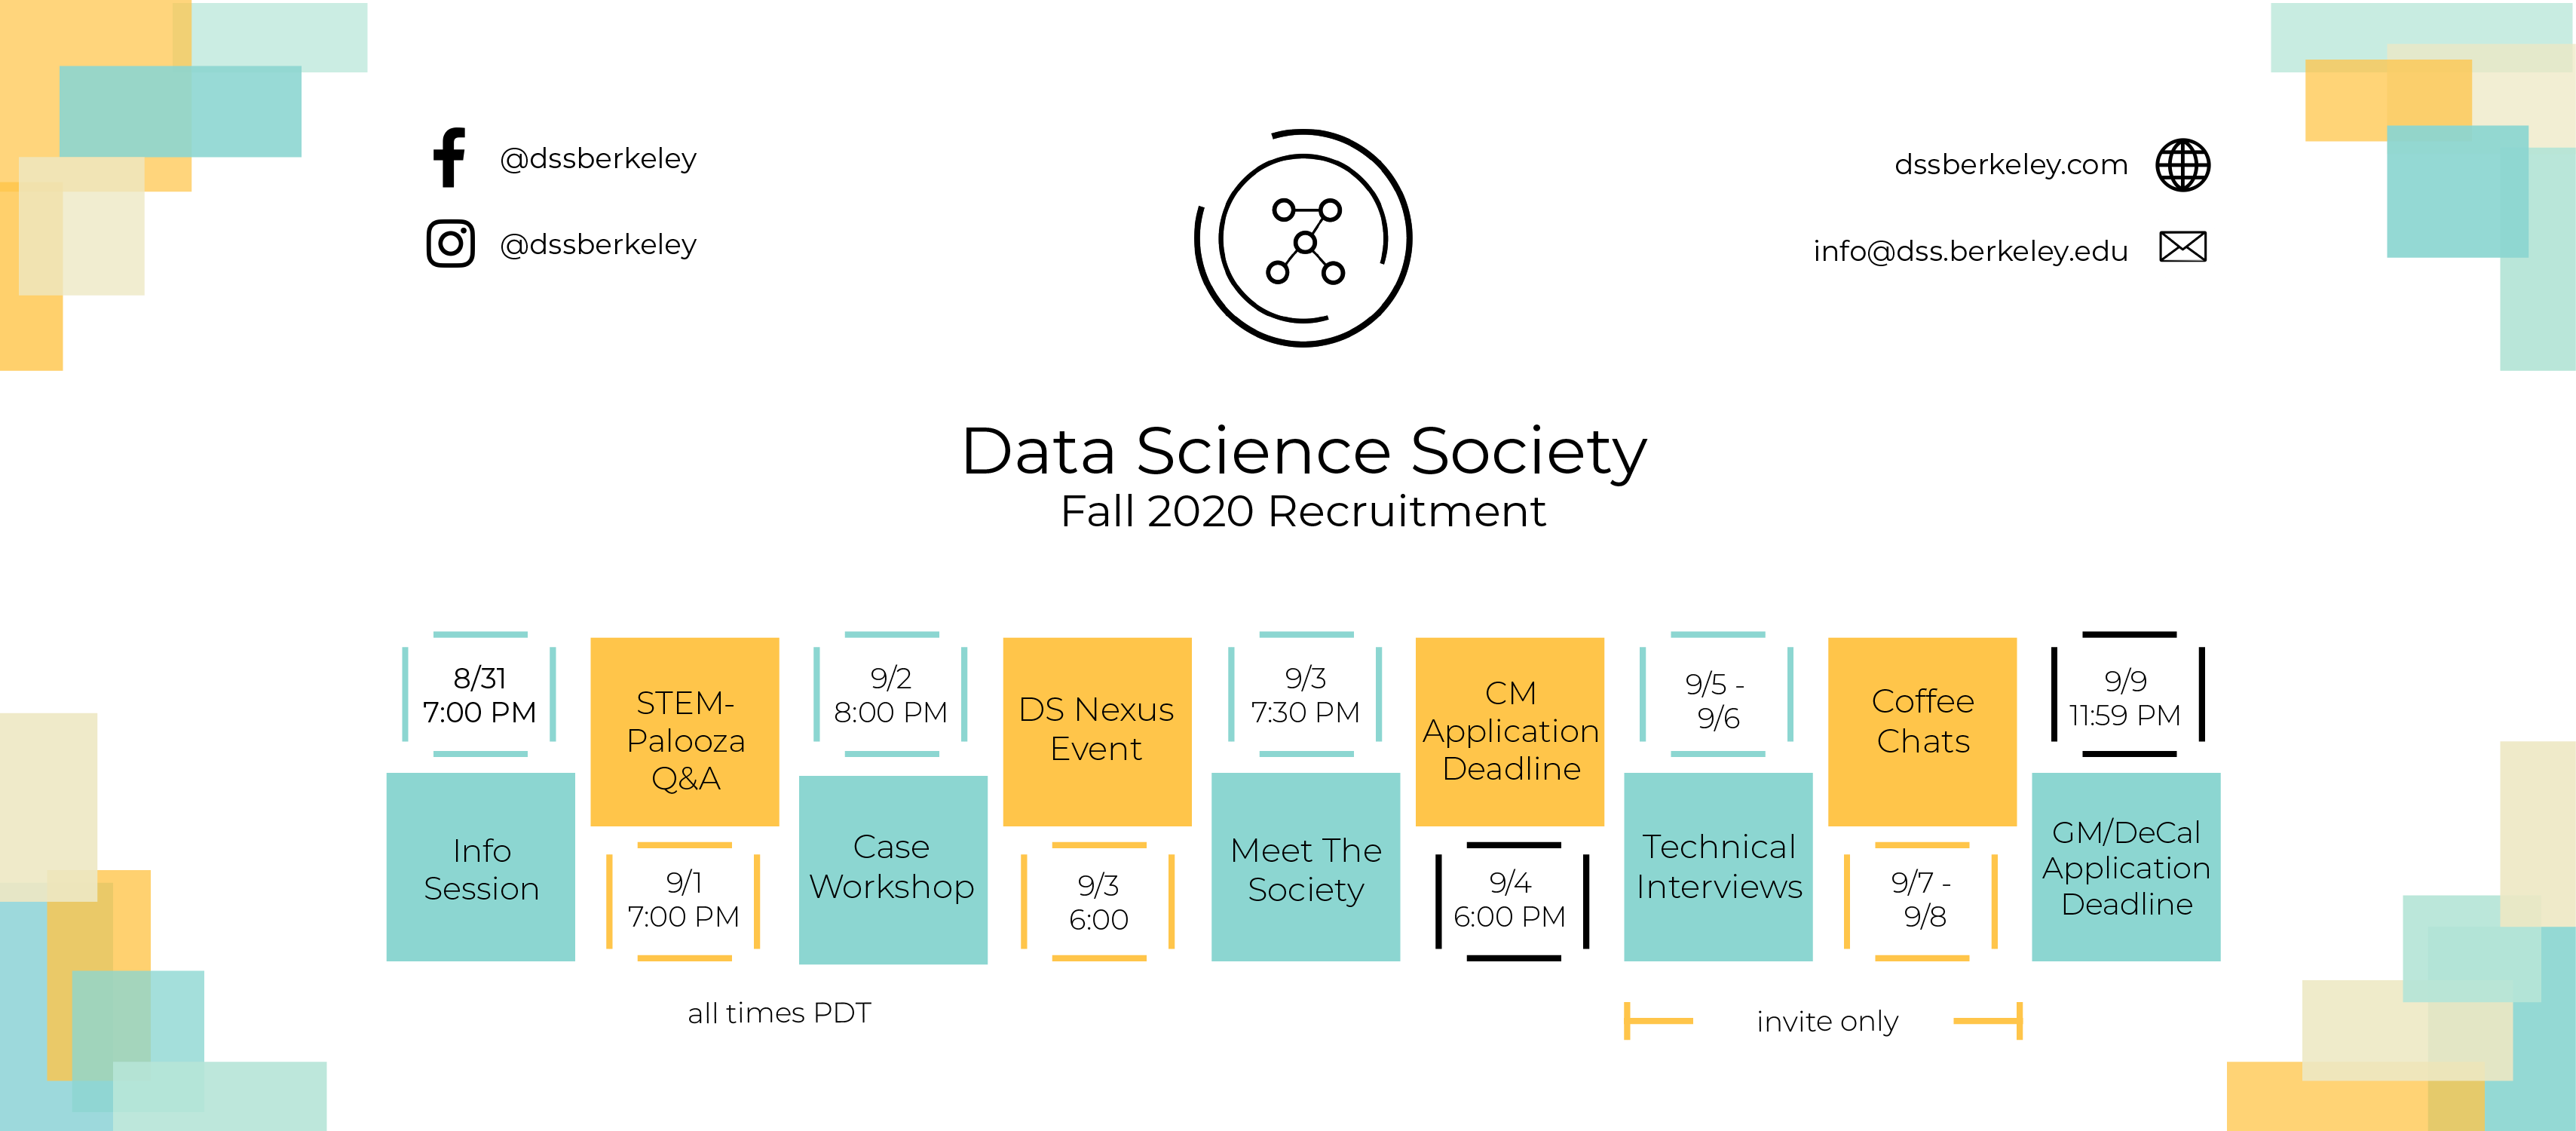 @dssberkeley
@dssberkeley
dssberkeley.com
info@dss.berkeley.edu
Data Science Society
Fall 2020 Recruitment
8/31
7:00 PM
Info
Session
STEM-
Palooza
Q&A
9/1
7:00 PM
9/2
8:00 PM
Case
Workshop
DS Nexus
Event
9/3
6:00
9/3
7:30 PM
Meet The
Society
CM
Application
Deadline
9/4
6:00 PM
9/5 -
9/6
Technical
Interviews
Coffee
Chats
9/7 -
9/8
9/9
11:59 PM
GM/DeCal
Application
Deadline
all times PDT
invite only